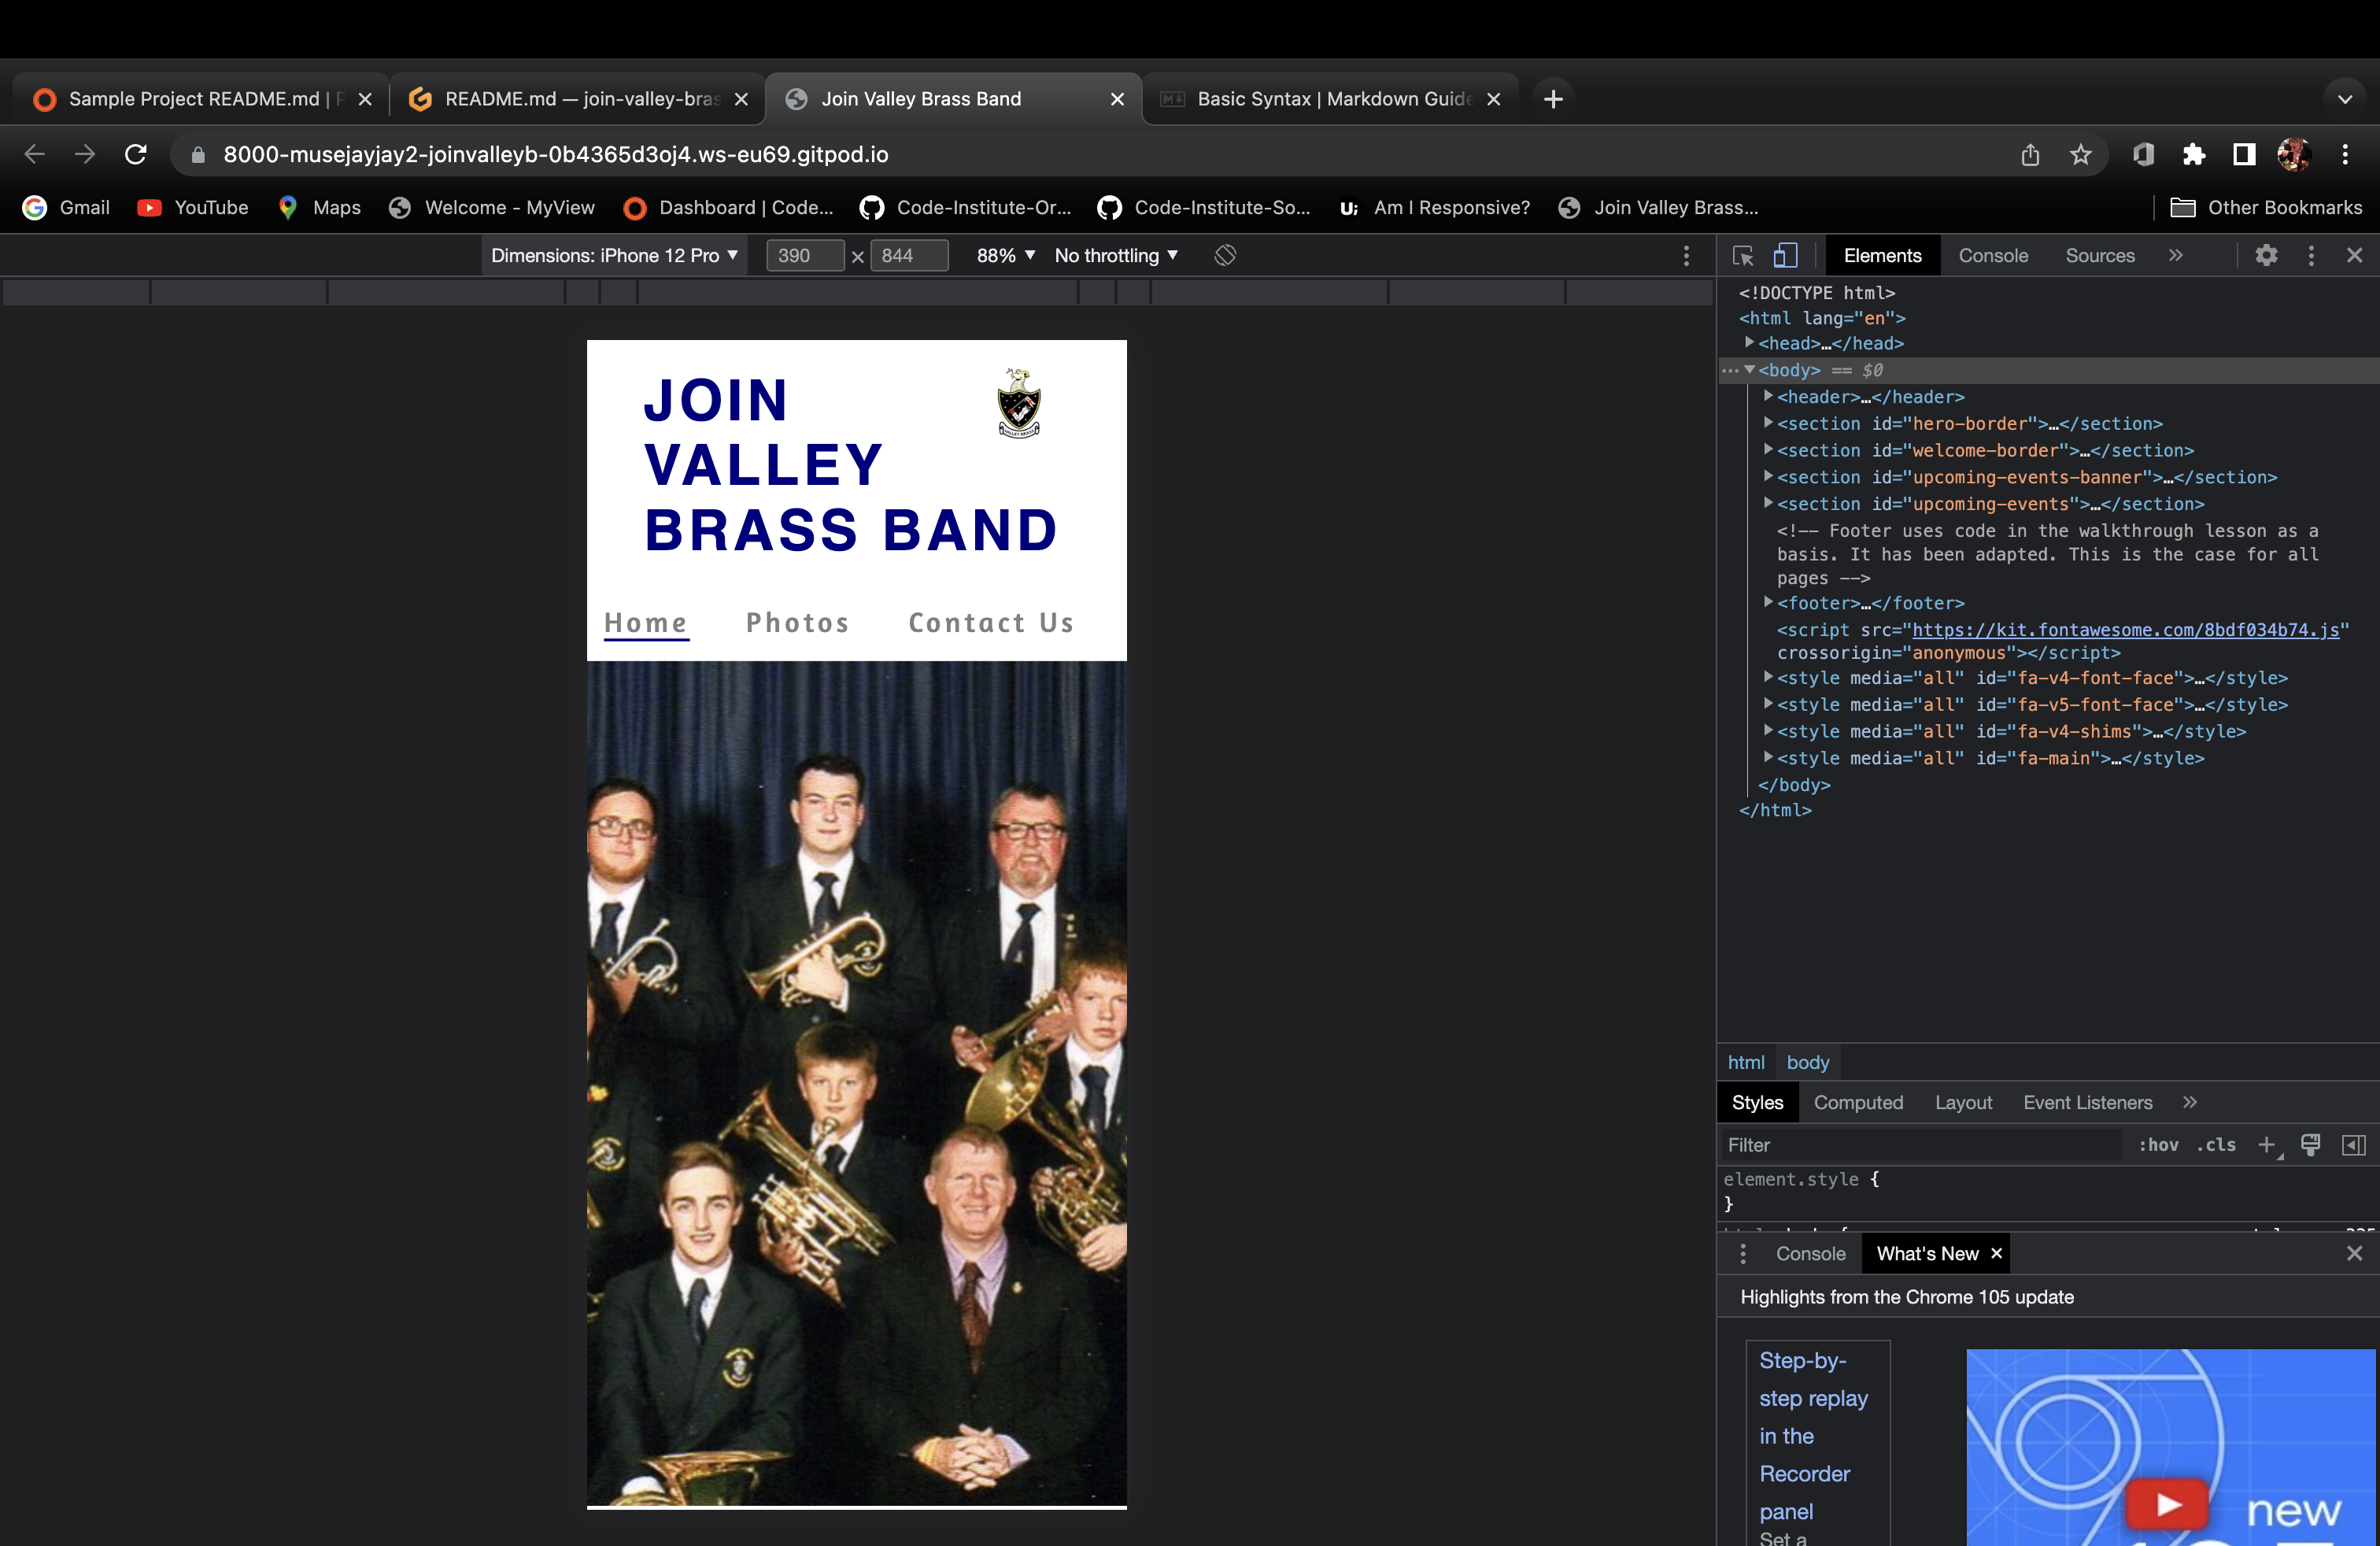 Sample Project README.md | P
README.md — join-valley-bras
Join Valley Brass Band
Basic Syntax | Markdown Guide
8000-musejayjay2-joinvalleyb-0b4365d3oj4.ws-eu69.gitpod.io
Gmail
YouTube
Maps
Welcome - MyView
Dashboard | Code...
Code-Institute-Or...
Code-Institute-So...
Am I Responsive?
Join Valley Brass...
Other Bookmarks
Dimensions: iPhone 12 Pro ▼ 390 × 844 88% ▼ No throttling ▼
JOIN
VALLEY
BRASS BAND
Home Photos Contact Us
VALLEY BRASS
Elements Console Sources »
<!DOCTYPE html>
<html lang="en">
<head>…</head>
<body> == $0
<header>…</header>
<section id="hero-border">…</section>
<section id="welcome-border">…</section>
<section id="upcoming-events-banner">…</section>
<section id="upcoming-events">…</section>
<!-- Footer uses code in the walkthrough lesson as a
basis. It has been adapted. This is the case for all
pages -->
<footer>…</footer>
<script src="https://kit.fontawesome.com/8bdf034b74.js"
crossorigin="anonymous"></script>
<style media="all" id="fa-v4-font-face">…</style>
<style media="all" id="fa-v5-font-face">…</style>
<style media="all" id="fa-v4-shims">…</style>
<style media="all" id="fa-main">…</style>
</body>
</html>
html body
Styles Computed Layout Event Listeners »
Filter :hov .cls +
element.style {
}
Console What's New ×
Highlights from the Chrome 105 update
Step-by-
step replay
in the
Recorder
panel
Set a
new